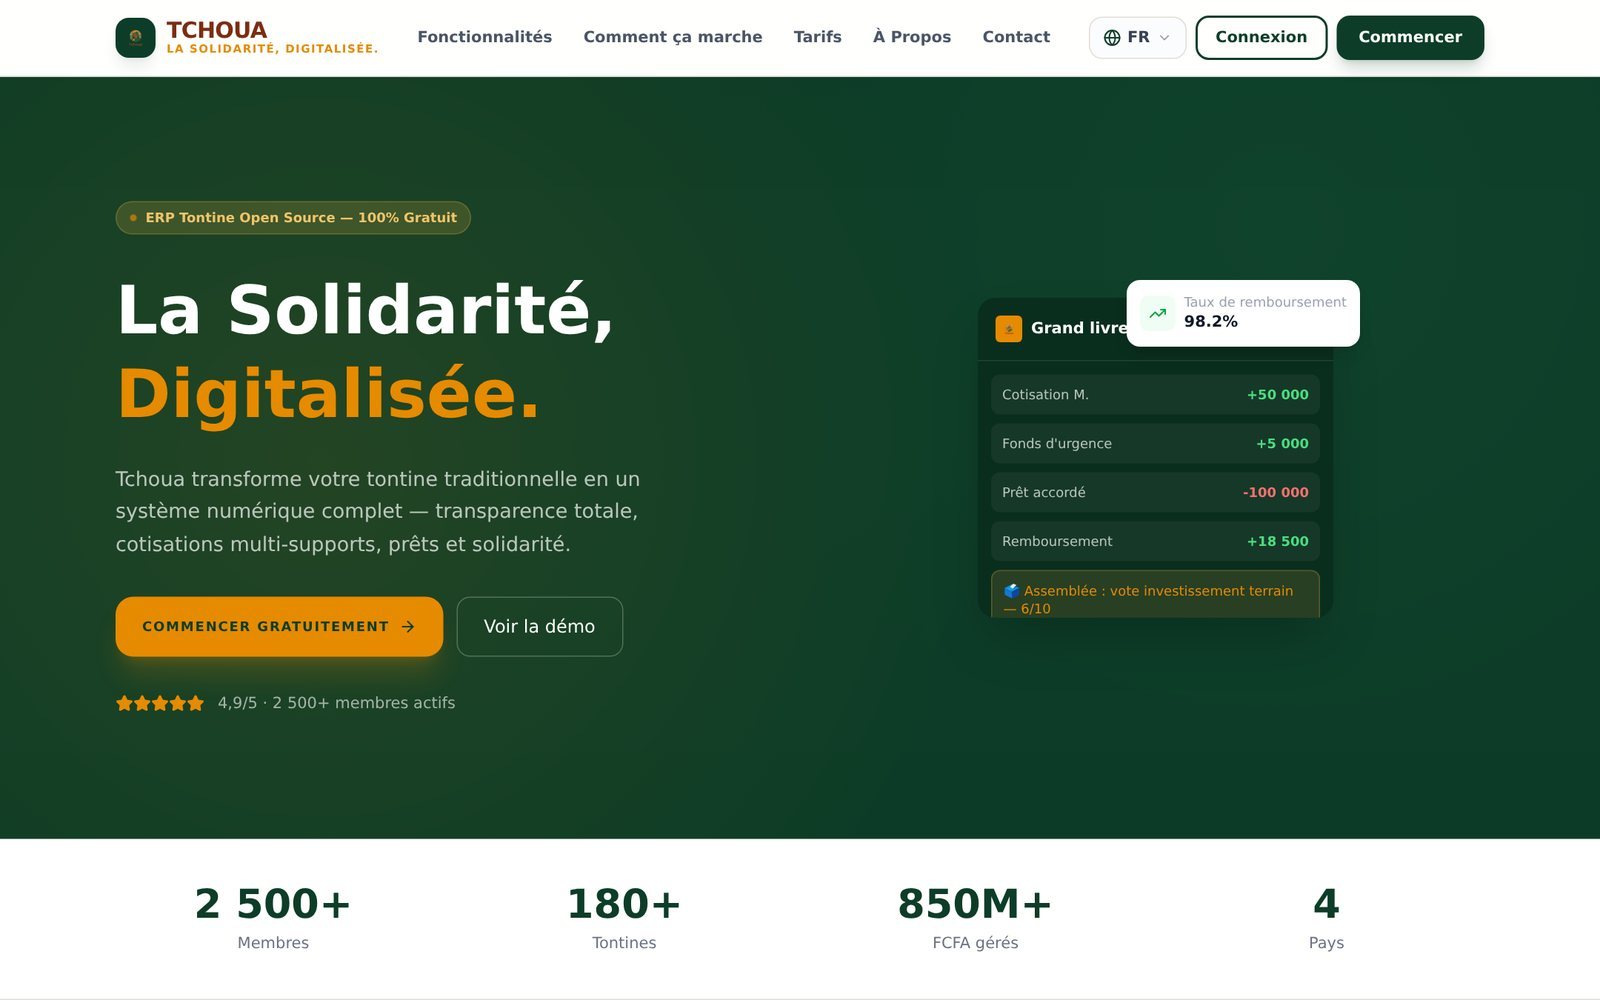 TCHOUA
LA SOLIDARITÉ, DIGITALISÉE.
Fonctionnalités
Comment ça marche
Tarifs
À Propos
Contact
FR
Connexion
Commencer
ERP Tontine Open Source — 100% Gratuit
La Solidarité,
Digitalisée.
Tchoua transforme votre tontine traditionnelle en un
système numérique complet — transparence totale,
cotisations multi-supports, prêts et solidarité.
COMMENCER GRATUITEMENT
Voir la démo
4,9/5 · 2 500+ membres actifs
Taux de remboursement
98.2%
Grand livre
Cotisation M. +50 000
Fonds d'urgence +5 000
Prêt accordé -100 000
Remboursement +18 500
Assemblée : vote investissement terrain
— 6/10
2 500+
Membres
180+
Tontines
850M+
FCFA gérés
4
Pays